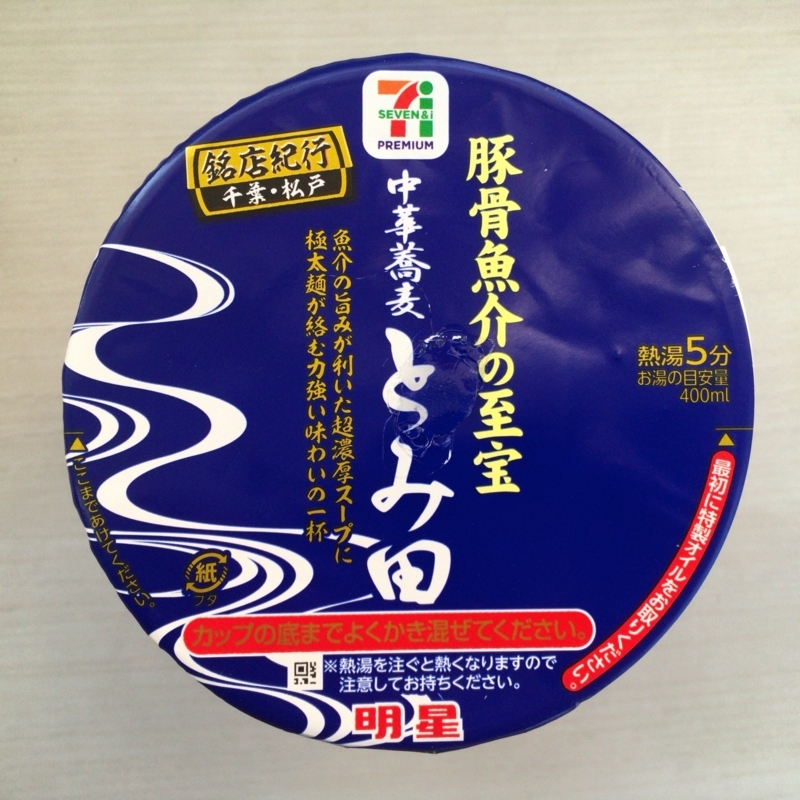 SEVEN&i
PREMIUM
銘店紀行
千葉・松戸
豚骨魚介の至宝
中華蕎麦
とみ田
魚介の旨みが利いた超濃厚スープに
極太麺が絡む力強い味わいの一杯
熱湯5分
お湯の目安量
400ml
最初に特製オイルをお取りください。
ここまであけてください。
紙
フタ
カップの底までよくかき混ぜてください。
※熱湯を注ぐと熱くなりますので
注意してお持ちください。
明星